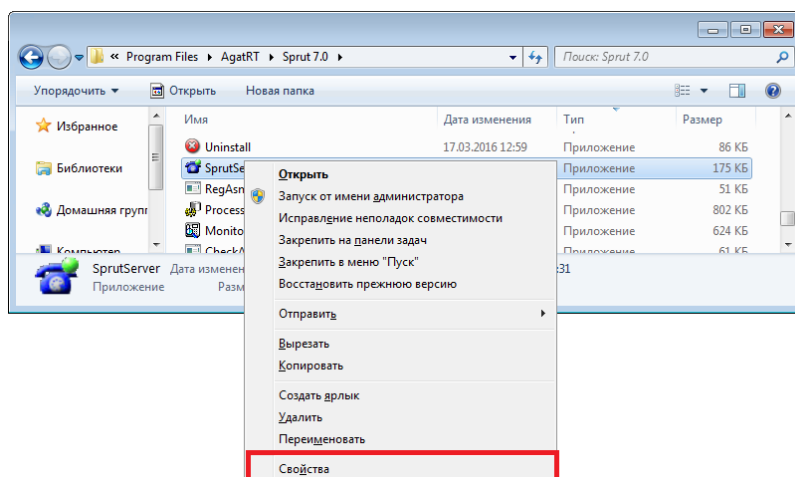 « Program Files ▸ AgatRT ▸ Sprut 7.0 ▸
Поиск: Sprut 7.0
Упорядочить ▾ Открыть Новая папка
Имя Дата изменения Тип Размер
Избранное
Библиотеки
Домашняя групп
Компьютер
Uninstall 17.03.2016 12:59 Приложение 86 КБ
SprutSe Приложение 175 КБ
RegAsm Приложение 51 КБ
Process Приложение 802 КБ
Monito Приложение 624 КБ
CheckA Приложение 61 КБ
SprutServer Дата изменен :31
Приложение Разм
Открыть
Запуск от имени администратора
Исправление неполадок совместимости
Закрепить на панели задач
Закрепить в меню "Пуск"
Восстановить прежнюю версию
Отправить
Вырезать
Копировать
Создать ярлык
Удалить
Переименовать
Свойства